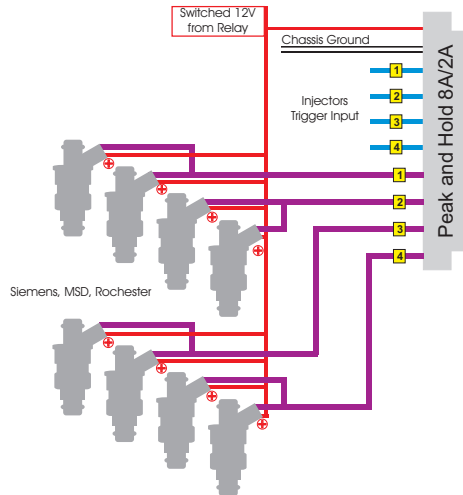 Switched 12V
from Relay
Chassis Ground
1
2
Injectors
Trigger Input
3
4
1
2
3
4
Peak and Hold 8A/2A
Siemens, MSD, Rochester